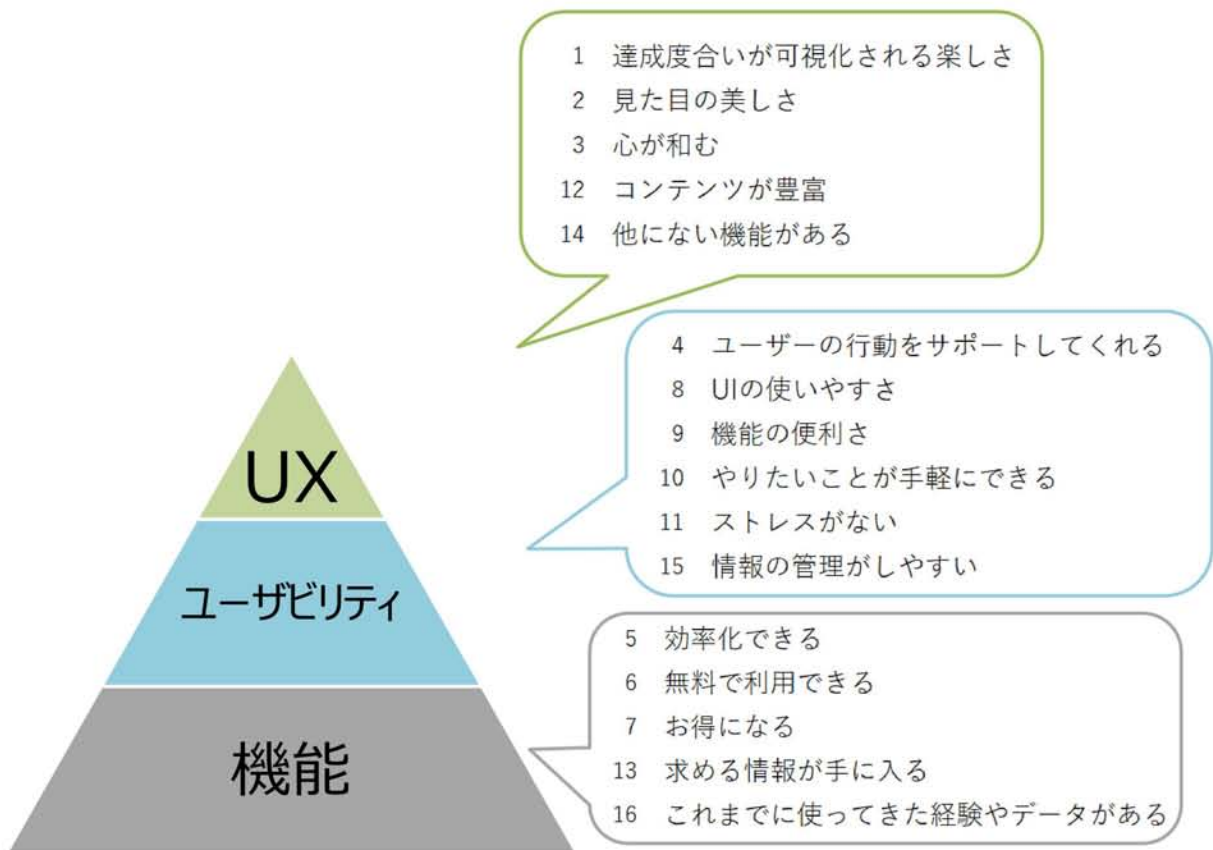 1 達成度合いが可視化される楽しさ
2 見た目の美しさ
3 心が和む
12 コンテンツが豊富
14 他にない機能がある
4 ユーザーの行動をサポートしてくれる
8 UIの使いやすさ
9 機能の便利さ
10 やりたいことが手軽にできる
11 ストレスがない
15 情報の管理がしやすい
5 効率化できる
6 無料で利用できる
7 お得になる
13 求める情報が手に入る
16 これまでに使ってきた経験やデータがある
UX
ユーザビリティ
機能